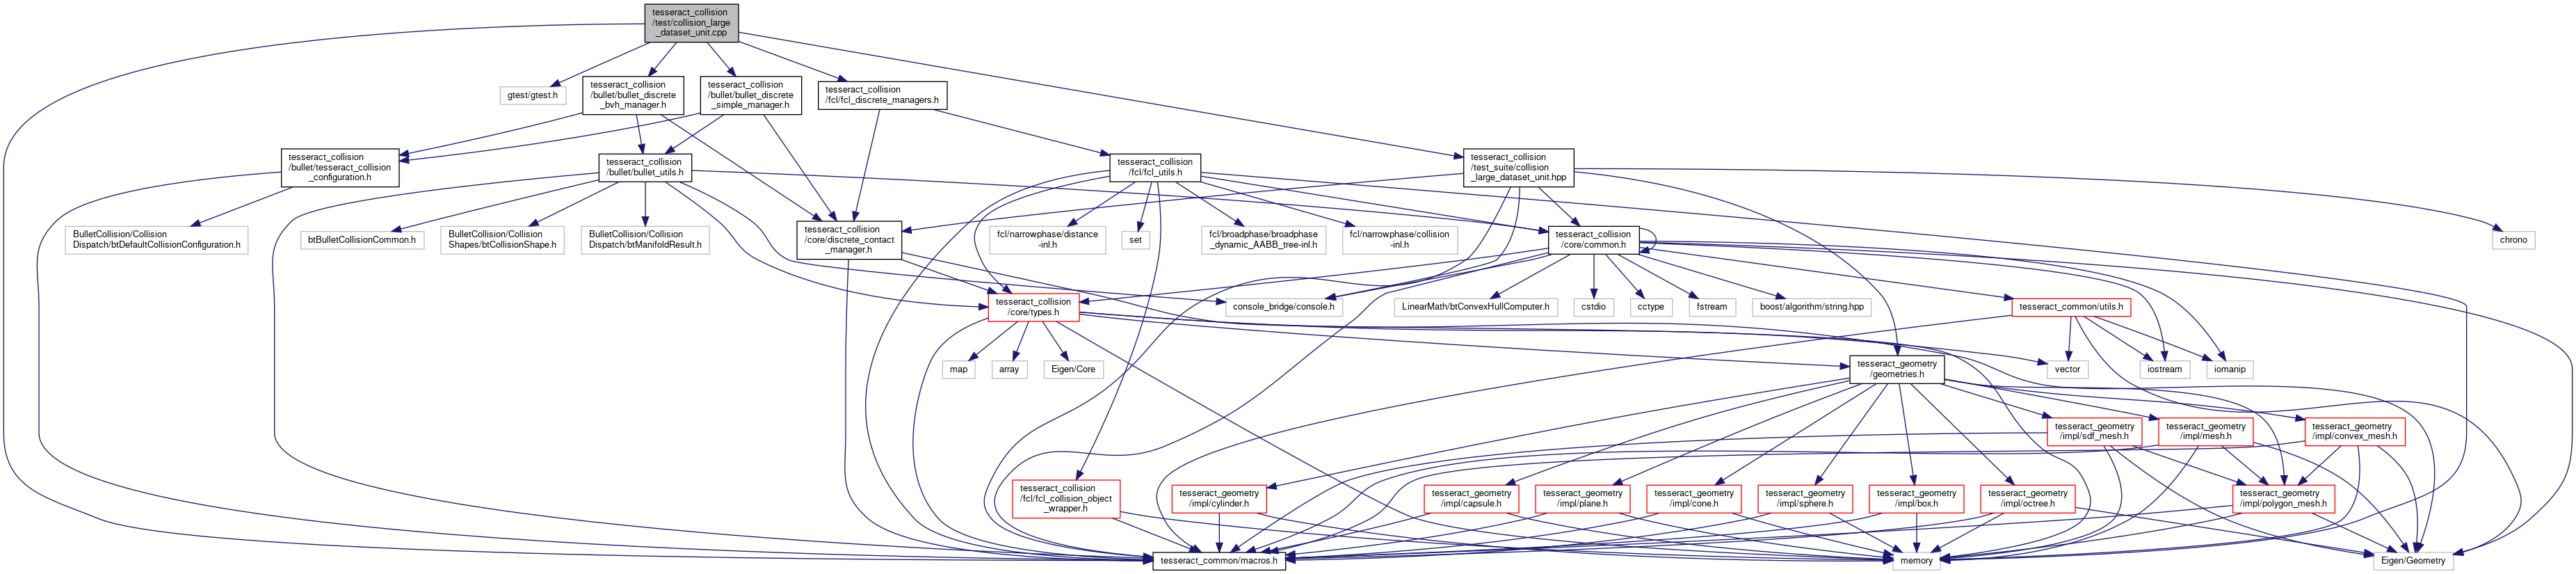 tesseract_collision
/test/collision_large
_dataset_unit.cpp
gtest/gtest.h
tesseract_collision
/bullet/bullet_discrete
_bvh_manager.h
tesseract_collision
/bullet/bullet_discrete
_simple_manager.h
tesseract_collision
/fcl/fcl_discrete_managers.h
tesseract_collision
/bullet/tesseract_collision
_configuration.h
tesseract_collision
/bullet/bullet_utils.h
tesseract_collision
/fcl/fcl_utils.h
tesseract_collision
/test_suite/collision
_large_dataset_unit.hpp
BulletCollision/Collision
Dispatch/btDefaultCollisionConfiguration.h
btBulletCollisionCommon.h
BulletCollision/Collision
Shapes/btCollisionShape.h
BulletCollision/Collision
Dispatch/btManifoldResult.h
tesseract_collision
/core/discrete_contact
_manager.h
fcl/narrowphase/distance
-inl.h
set
fcl/broadphase/broadphase
_dynamic_AABB_tree-inl.h
fcl/narrowphase/collision
-inl.h
tesseract_collision
/core/common.h
chrono
tesseract_collision
/core/types.h
console_bridge/console.h
LinearMath/btConvexHullComputer.h
cstdio
cctype
fstream
boost/algorithm/string.hpp
tesseract_common/utils.h
map
array
Eigen/Core
tesseract_geometry
/geometries.h
vector
iostream
iomanip
tesseract_geometry
/impl/sdf_mesh.h
tesseract_geometry
/impl/mesh.h
tesseract_geometry
/impl/convex_mesh.h
tesseract_collision
/fcl/fcl_collision_object
_wrapper.h
tesseract_geometry
/impl/cylinder.h
tesseract_geometry
/impl/capsule.h
tesseract_geometry
/impl/plane.h
tesseract_geometry
/impl/cone.h
tesseract_geometry
/impl/sphere.h
tesseract_geometry
/impl/box.h
tesseract_geometry
/impl/octree.h
tesseract_geometry
/impl/polygon_mesh.h
tesseract_common/macros.h
memory
Eigen/Geometry